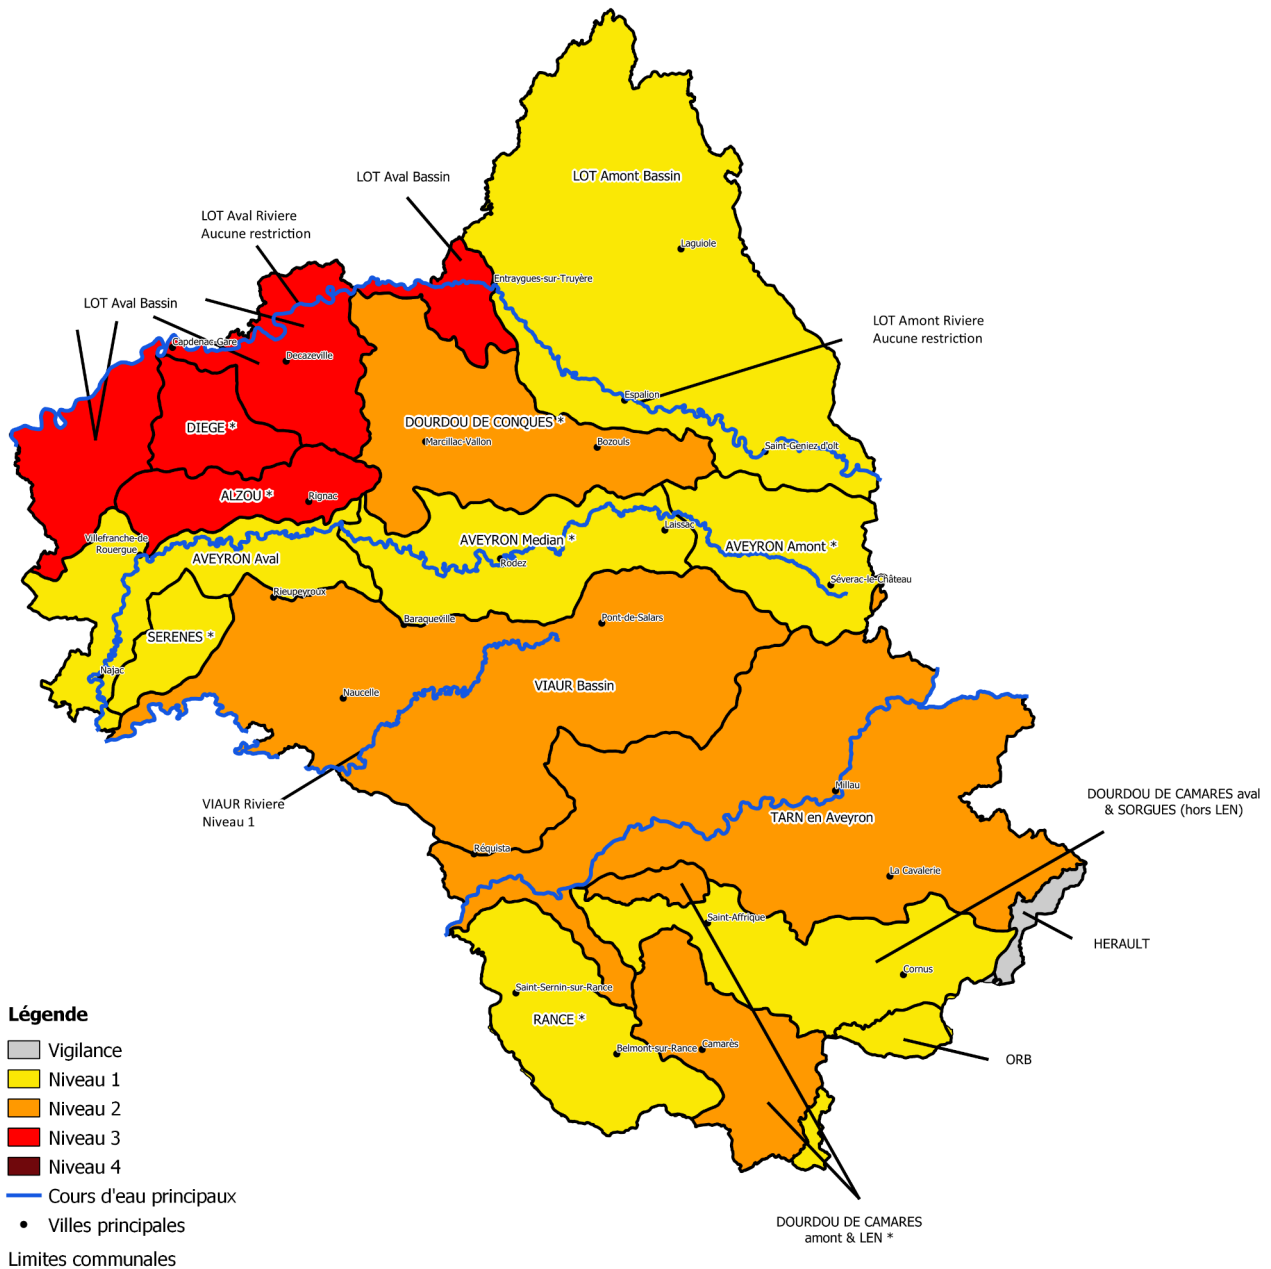 LOT Amont Bassin
LOT Aval Bassin
LOT Aval Riviere
Aucune restriction
Laguiole
Entraygues-sur-Truyère
LOT Aval Bassin
LOT Amont Riviere
Aucune restriction
Capdenac Gare
Decazeville
Espalion
DIEGE *
DOURDOU DE CONQUES *
Marcillac-Vallon
Bozouls
Saint-Geniez d'olt
ALZOU *
Rignac
Villefranche-de
Rouergue
AVEYRON Aval
AVEYRON Median *
Rodez
Laissac
AVEYRON Amont *
Séverac-le-Château
Rieupeyroux
Baraqueville
Pont-de-Salars
SERENES *
Najac
Naucelle
VIAUR Bassin
VIAUR Riviere
Niveau 1
Millau
TARN en Aveyron
DOURDOU DE CAMARES aval
& SORGUES (hors LEN)
Réquista
La Cavalerie
Saint-Affrique
HERAULT
Cornus
Saint-Sernin-sur-Rance
RANCE *
Belmont-sur-Rance
Camarès
ORB
DOURDOU DE CAMARES
amont & LEN *
Légende
Vigilance
Niveau 1
Niveau 2
Niveau 3
Niveau 4
Cours d'eau principaux
Villes principales
Limites communales